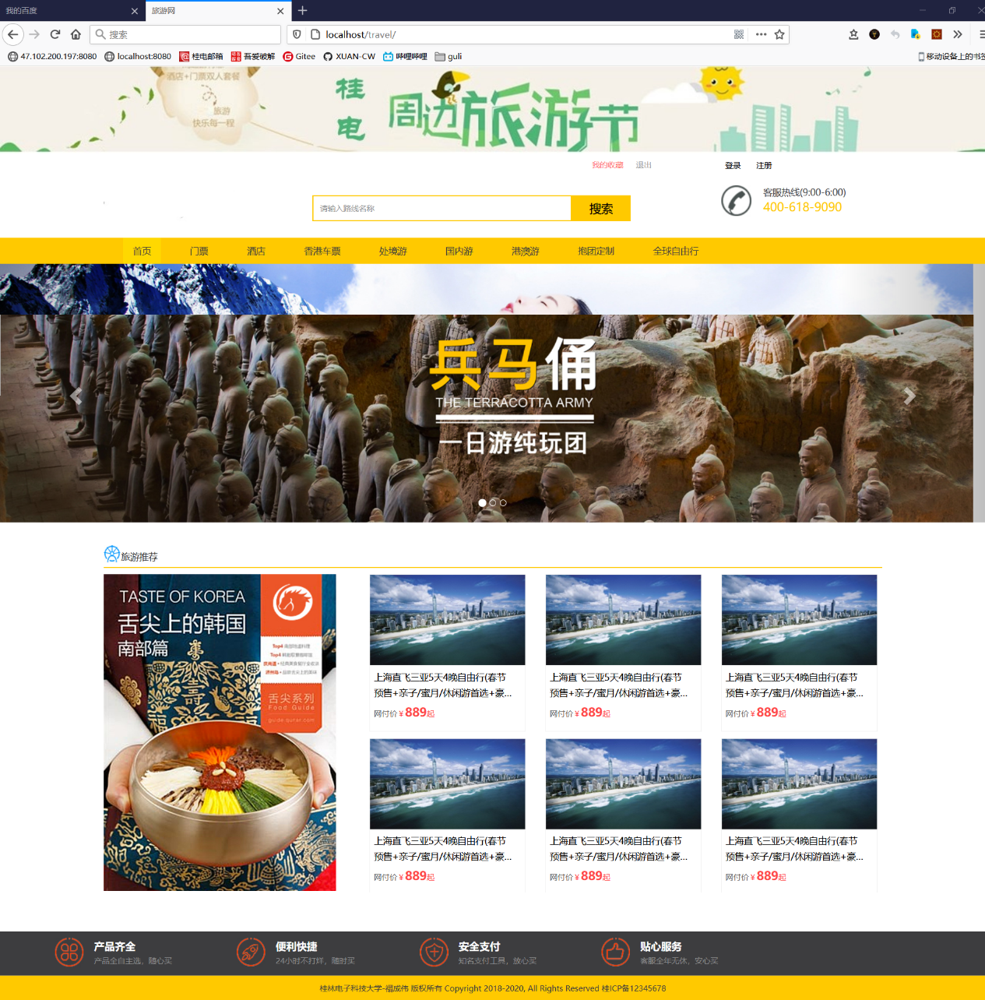 我的百度
旅游网
搜索
localhost/travel/
47.102.200.197:8080 localhost:8080 桂电邮箱 吾爱破解 Gitee XUAN-CW 哔哩哔哩 guli 移动设备上的书签
酒店+门票双人套餐
旅游
快乐每一程
桂电
周边旅游节
我的收藏 退出 登录 注册
请输入路线名称 搜索
客服热线(9:00-6:00)
400-618-9090
首页 门票 酒店 香港车票 处境游 国内游 港澳游 抱团定制 全球自由行
兵马俑
THE TERRACOTTA ARMY
一日游纯玩团
旅游推荐
TASTE OF KOREA
舌尖上的韩国
南部篇
舌尖系列
Food Guide
上海直飞三亚5天4晚自由行(春节
预售+亲子/蜜月/休闲游首选+豪...
网付价 ¥ 889起
上海直飞三亚5天4晚自由行(春节
预售+亲子/蜜月/休闲游首选+豪...
网付价 ¥ 889起
上海直飞三亚5天4晚自由行(春节
预售+亲子/蜜月/休闲游首选+豪...
网付价 ¥ 889起
上海直飞三亚5天4晚自由行(春节
预售+亲子/蜜月/休闲游首选+豪...
网付价 ¥ 889起
上海直飞三亚5天4晚自由行(春节
预售+亲子/蜜月/休闲游首选+豪...
网付价 ¥ 889起
上海直飞三亚5天4晚自由行(春节
预售+亲子/蜜月/休闲游首选+豪...
网付价 ¥ 889起
产品齐全
产品全自主选，随心买
便利快捷
24小时不打烊，随时买
安全支付
知名支付工具，放心买
贴心服务
客服全年无休，安心买
桂林电子科技大学-禤成伟 版权所有 Copyright 2018-2020, All Rights Reserved 桂ICP备12345678